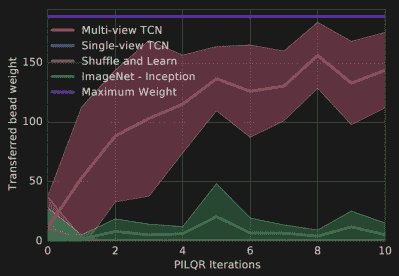 Transferred bead weight
150
100
50
0
Multi-view TCN
Single-view TCN
Shuffle and Learn
ImageNet - Inception
Maximum Weight
0 2 4 6 8 10
PILQR Iterations